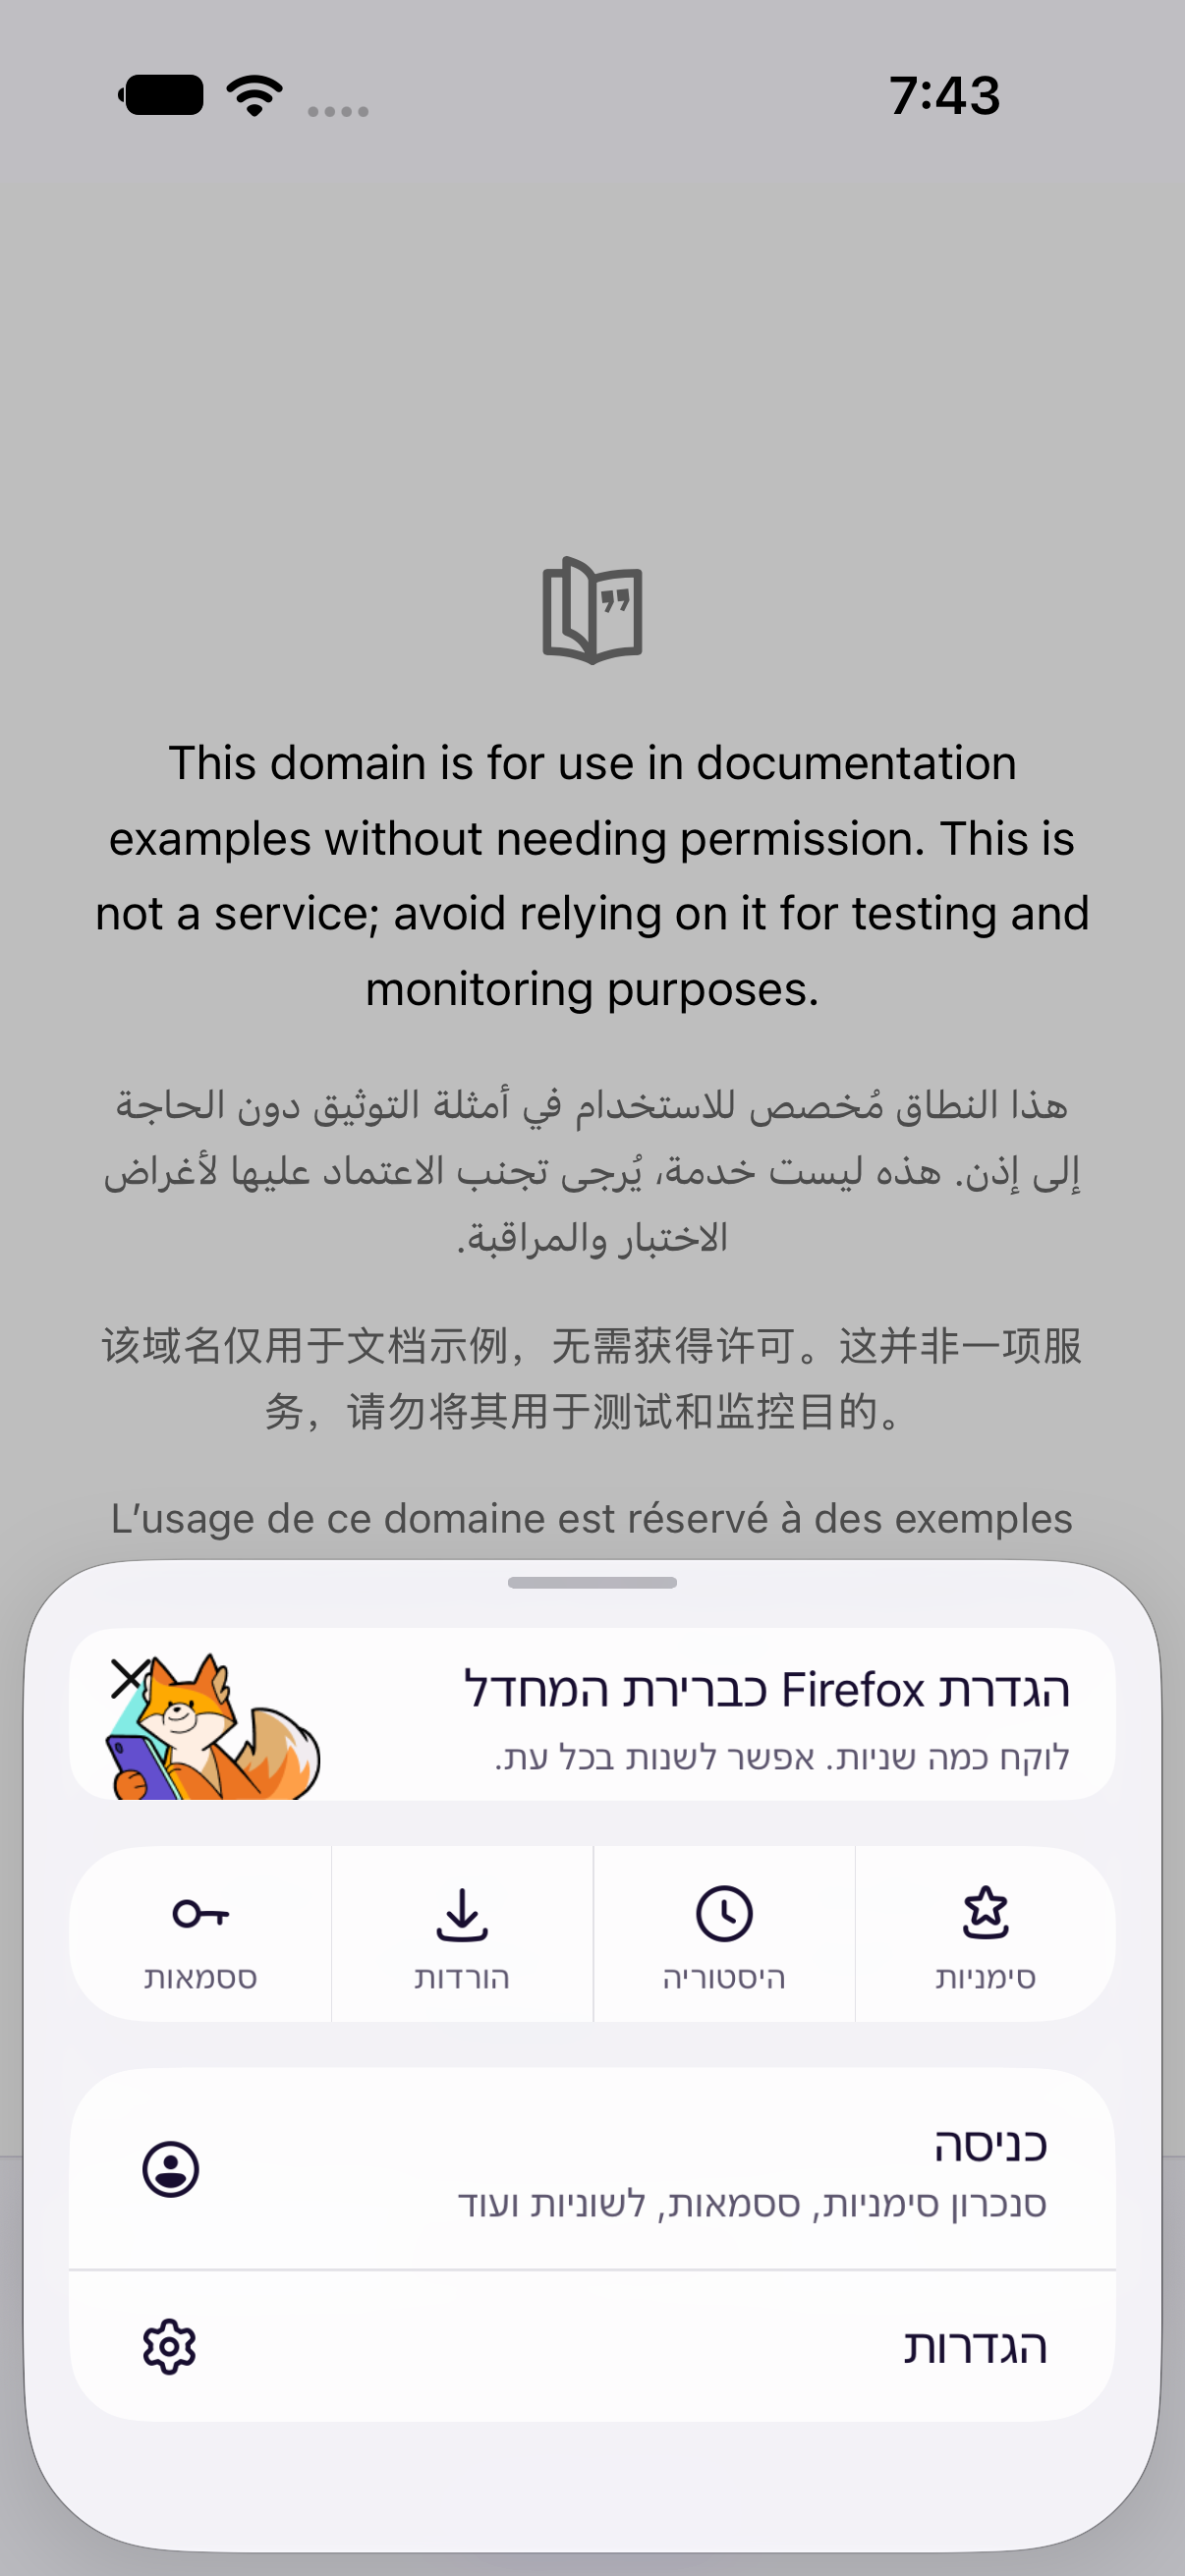 7:43
This domain is for use in documentation
examples without needing permission. This is
not a service; avoid relying on it for testing and
monitoring purposes.
هذا النطاق مُخصص للاستخدام في أمثلة التوثيق دون الحاجة
إلى إذن. هذه ليست خدمة، يُرجى تجنب الاعتماد عليها لأغراض
الاختبار والمراقبة.
该域名仅用于文档示例，无需获得许可。这并非一项服
务，请勿将其用于测试和监控目的。
L’usage de ce domaine est réservé à des exemples
הגדרת Firefox כברירת המחדל
לוקח כמה שניות. אפשר לשנות בכל עת.
סימניות
היסטוריה
הורדות
ססמאות
כניסה
סנכרון סימניות, ססמאות, לשוניות ועוד
הגדרות